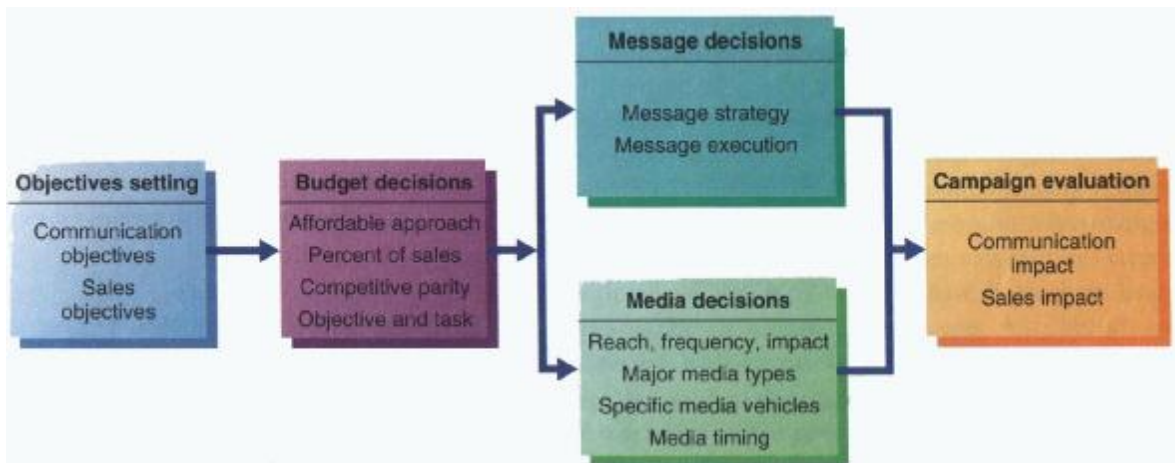 Objectives setting
Communication
objectives
Sales
objectives
Budget decisions
Affordable approach
Percent of sales
Competitive parity
Objective and task
Message decisions
Message strategy
Message execution
Media decisions
Reach, frequency, impact
Major media types
Specific media vehicles
Media timing
Campaign evaluation
Communication
impact
Sales impact